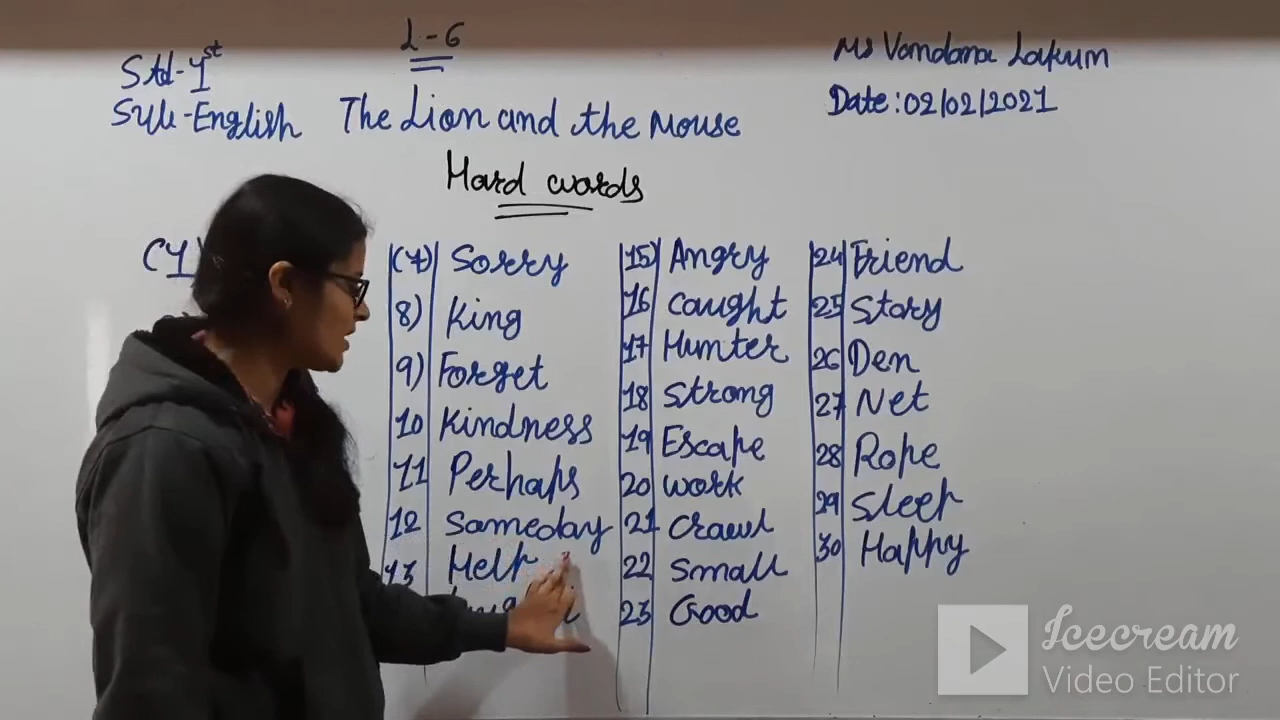 L-6
Std-1st
Ms Vandana Lakum
Sub-English
The Lion and the Mouse
Date:02/02/2021
Hard words
(1)
(7) Sorry
8) King
9) Forget
10 Kindness
11 Perhaps
12 Someday
13 Help
15) Angry
16 Caught
17 Hunter
18 Strong
19 Escape
20 work
21 Crawl
22 Small
23 Good
24 Friend
25 Story
26 Den
27 Net
28 Rope
29 Sleep
30 Happy
Icecream
Video Editor